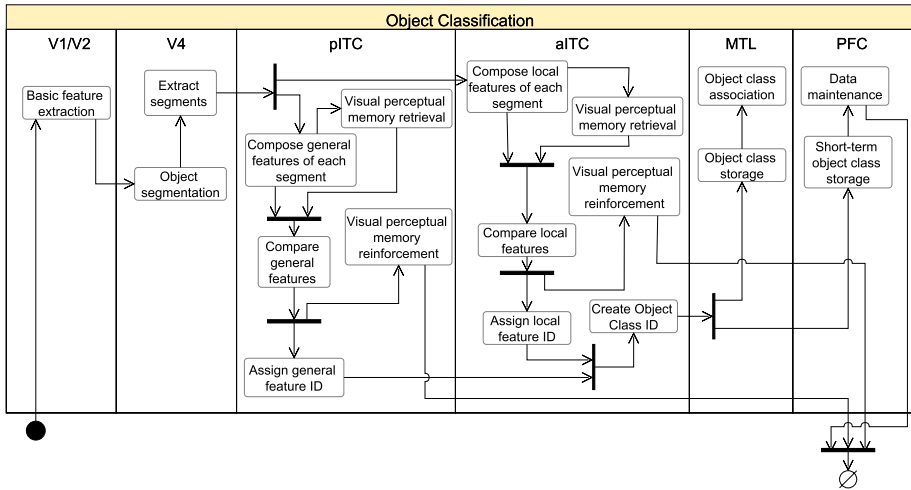 Object Classification
V1/V2
V4
pITC
aITC
MTL
PFC
Basic feature
extraction
Extract
segments
Object
segmentation
Visual perceptual
memory retrieval
Compose general
features of each
segment
Visual perceptual
memory
reinforcement
Compare
general
features
Assign general
feature ID
Compose local
features of each
segment
Visual perceptual
memory retrieval
Visual perceptual
memory
reinforcement
Compare local
features
Assign local
feature ID
Create Object
Class ID
Object class
association
Object class
storage
Data
maintenance
Short-term
object class
storage